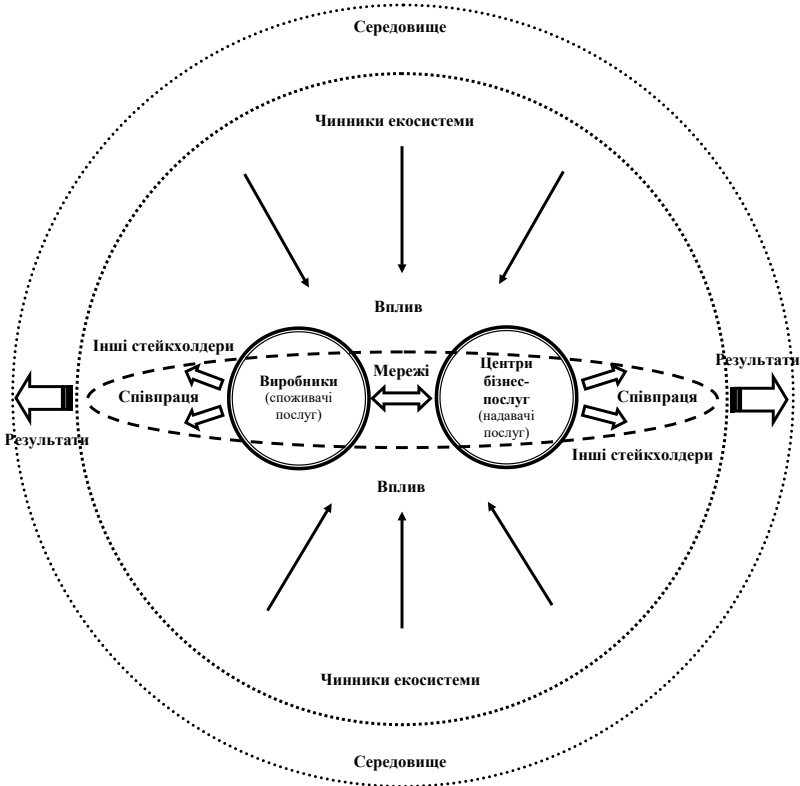 Середовище
Чинники екосистеми
Вплив
Інші стейкхолдери
Результати
Співпраця
Виробники
(споживачі
послуг)
Мережі
Центри
бізнес-
послуг
(надавачі
послуг)
Співпраця
Результати
Інші стейкхолдери
Вплив
Чинники екосистеми
Середовище